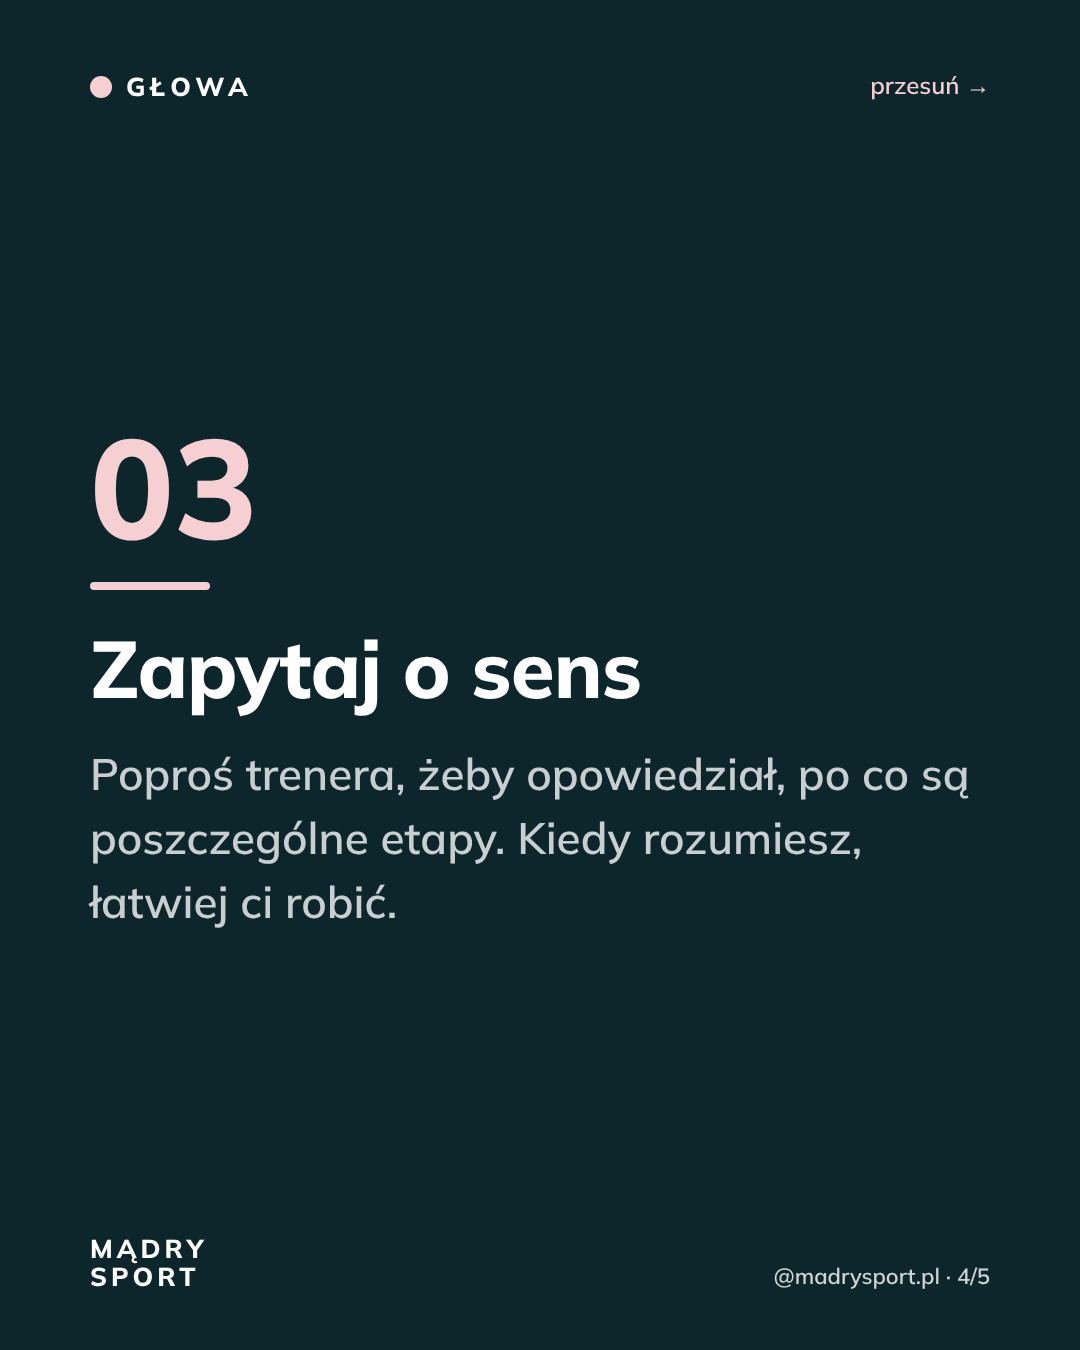 GŁOWA
przesuń →
03
Zapytaj o sens
Poproś trenera, żeby opowiedział, po co są
poszczególne etapy. Kiedy rozumiesz,
łatwiej ci robić.
MĄDRY
SPORT
@madrysport.pl · 4/5